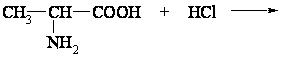 CH₃—CH—COOH + HCl ⟶
NH₂